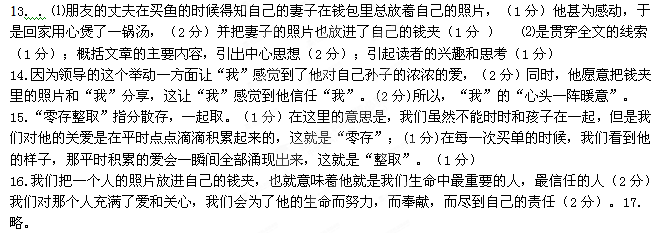 13. . ⑴朋友的丈夫在买鱼的时候得知自己的妻子在钱包里总放着自己的照片，（1分）他甚为感动，于
是回家用心煲了一锅汤，（2分）并把妻子的照片也放进了自己的钱夹（1分 ） ⑵是贯穿全文的线索
（1分）；概括文章的主要内容，引出中心思想（2分）；引起读者的兴趣和思考（1分）
14.因为领导的这个举动一方面让“我”感觉到了他对自己孙子的浓浓的爱，（2分）同时，他愿意把钱夹
里的照片和“我”分享，这让“我”感觉到他信任“我”。(2分)所以，“我”的“心头一阵暖意”。
15.“零存整取”指分散存，一起取。（1分）在这里的意思是，我们虽然不能时时和孩子在一起，但是我
们对他的关爱是在平时点点滴滴积累起来的，这就是“零存”；(1分)在每一次买单的时候，我们看到他
的样子，那平时积累的爱会一瞬间全部涌现出来，这就是“整取”。（1分）
16.我们把一个人的照片放进自己的钱夹，也就意味着他就是我们生命中最重要的人，最信任的人（2分）
我们对那个人充满了爱和关心，我们会为了他的生命而努力，而奉献，而尽到自己的责任（2分）。17.
略。